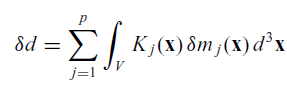 δd = ∑_{j=1}^{p} ∫_V K_j(𝐱) δm_j(𝐱) d³𝐱